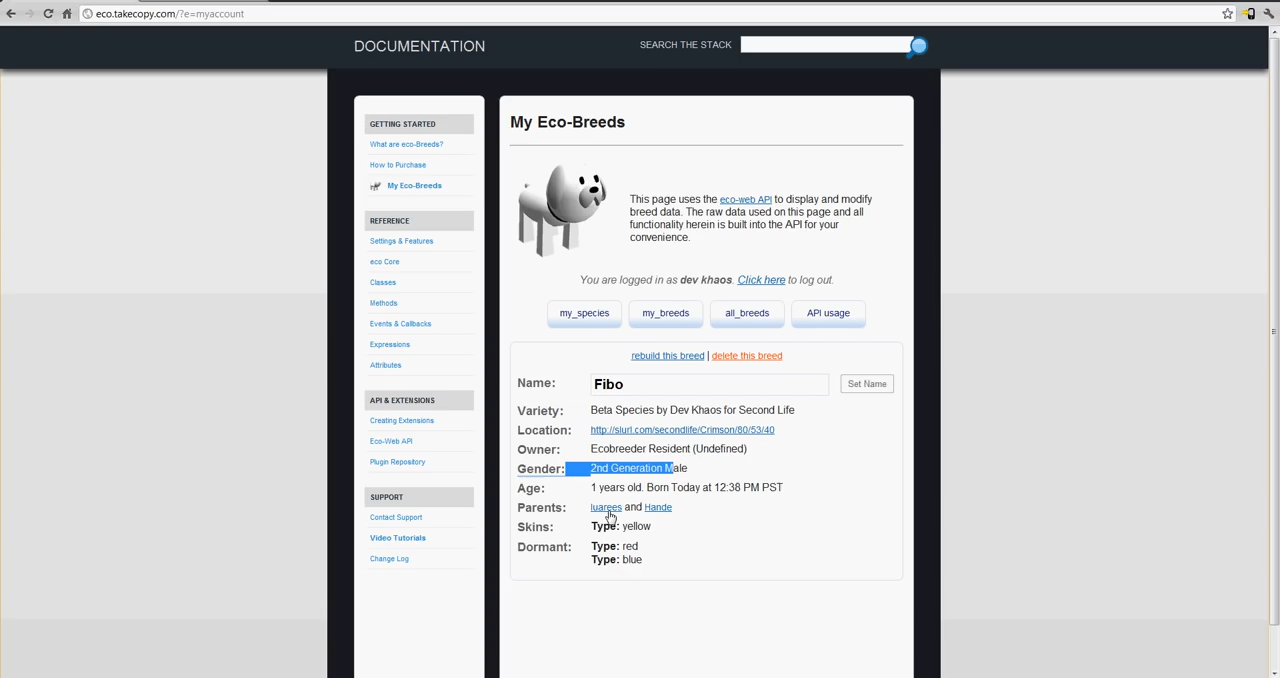 eco.takecopy.com/?e=myaccount
DOCUMENTATION
SEARCH THE STACK
GETTING STARTED
What are eco-Breeds?
How to Purchase
My Eco-Breeds
REFERENCE
Settings & Features
eco Core
Classes
Methods
Events & Callbacks
Expressions
Attributes
API & EXTENSIONS
Creating Extensions
Eco-Web API
Plugin Repository
SUPPORT
Contact Support
Video Tutorials
Change Log
My Eco-Breeds
This page uses the eco-web API to display and modify
breed data. The raw data used on this page and all
functionality herein is built into the API for your
convenience.
You are logged in as dev khaos. Click here to log out.
my_species my_breeds all_breeds API usage
rebuild this breed | delete this breed
Name: Fibo Set Name
Variety: Beta Species by Dev Khaos for Second Life
Location: http://slurl.com/secondlife/Crimson/80/53/40
Owner: Ecobreeder Resident (Undefined)
Gender: 2nd Generation Male
Age: 1 years old. Born Today at 12:38 PM PST
Parents: luarees and Hande
Skins: Type: yellow
Dormant: Type: red
Type: blue